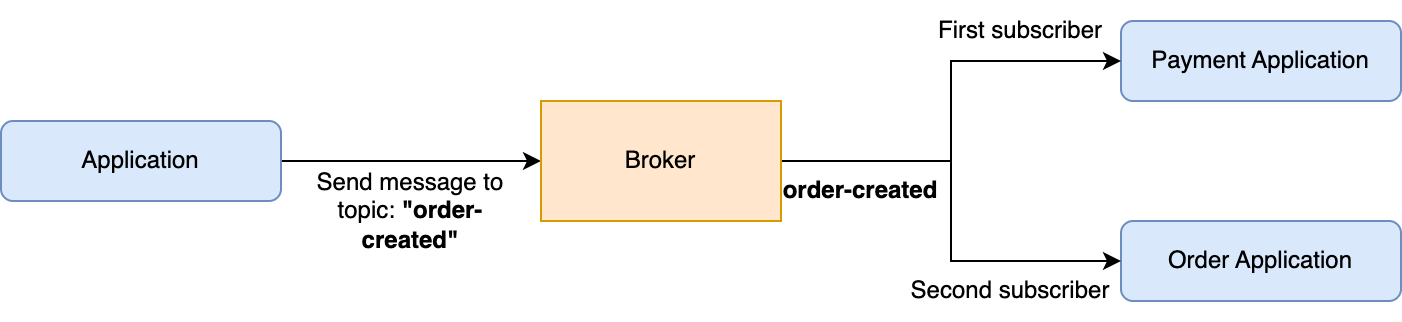 First subscriber
Payment Application
Application
Send message to
topic: "order-
created"
Broker
order-created
Order Application
Second subscriber